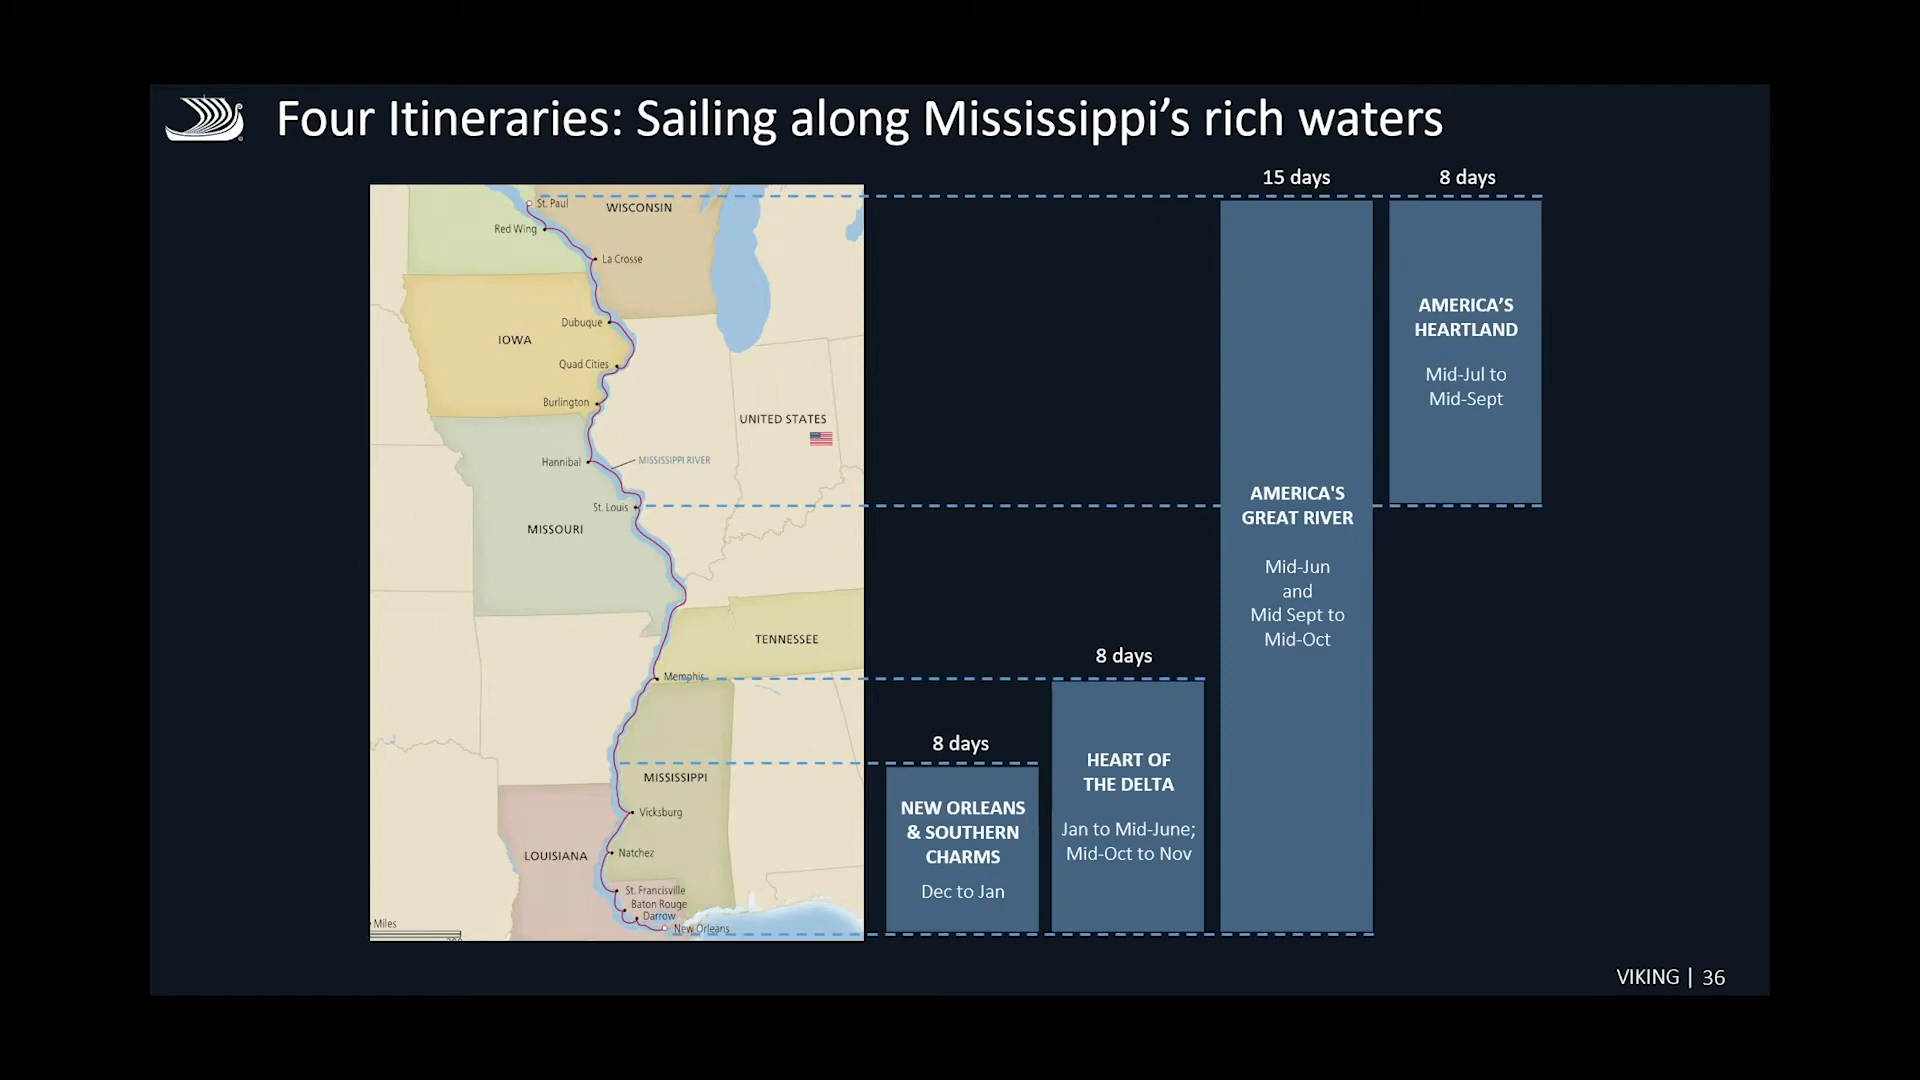 Four Itineraries: Sailing along Mississippi's rich waters
15 days
8 days
St. Paul
WISCONSIN
Red Wing
La Crosse
Dubuque
IOWA
Quad Cities
Burlington
UNITED STATES
Hannibal
MISSISSIPPI RIVER
St. Louis
MISSOURI
TENNESSEE
Memphis
MISSISSIPPI
Vicksburg
Natchez
LOUISIANA
St. Francisville
Baton Rouge
Darrow
New Orleans
Miles
8 days
NEW ORLEANS
& SOUTHERN
CHARMS
Dec to Jan
8 days
HEART OF
THE DELTA
Jan to Mid-June;
Mid-Oct to Nov
AMERICA'S
GREAT RIVER
Mid-Jun
and
Mid Sept to
Mid-Oct
AMERICA'S
HEARTLAND
Mid-Jul to
Mid-Sept
VIKING | 36